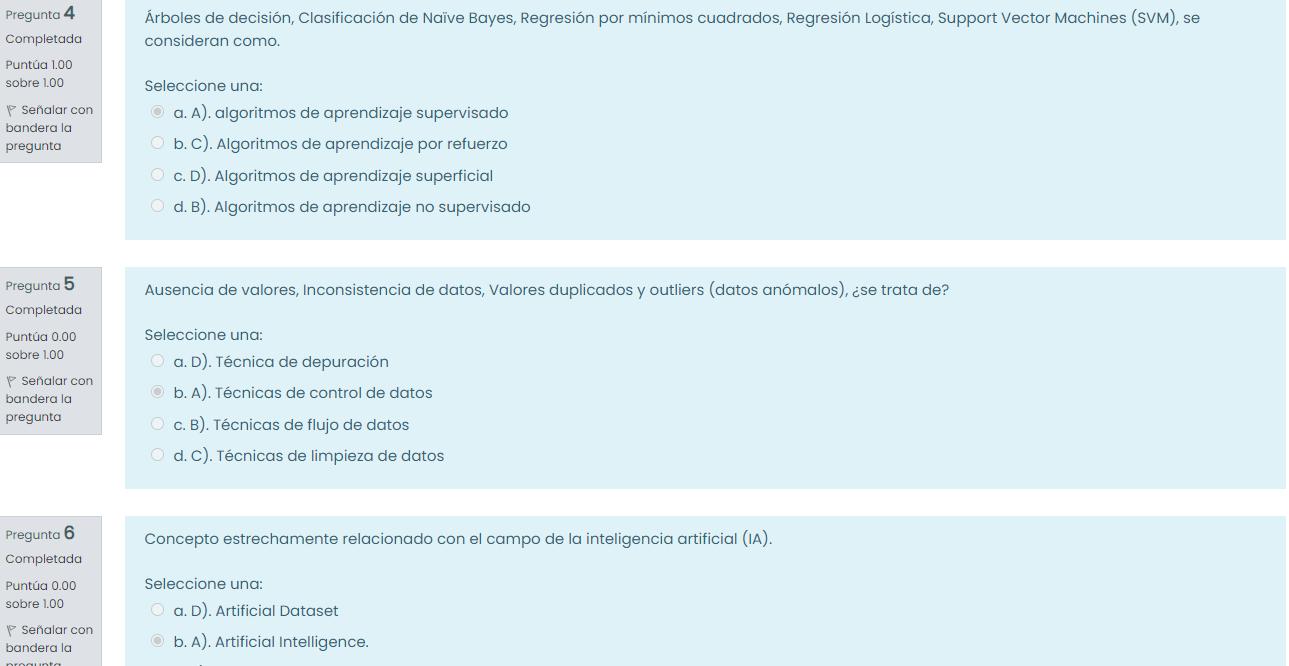 Pregunta 4
Completada
Puntúa 1.00
sobre 1.00
Señalar con
bandera la
pregunta
Árboles de decisión, Clasificación de Naïve Bayes, Regresión por mínimos cuadrados, Regresión Logística, Support Vector Machines (SVM), se
consideran como.
Seleccione una:
a. A). algoritmos de aprendizaje supervisado
b. C). Algoritmos de aprendizaje por refuerzo
c. D). Algoritmos de aprendizaje superficial
d. B). Algoritmos de aprendizaje no supervisado
Pregunta 5
Completada
Puntúa 0.00
sobre 1.00
Señalar con
bandera la
pregunta
Ausencia de valores, Inconsistencia de datos, Valores duplicados y outliers (datos anómalos), ¿se trata de?
Seleccione una:
a. D). Técnica de depuración
b. A). Técnicas de control de datos
c. B). Técnicas de flujo de datos
d. C). Técnicas de limpieza de datos
Pregunta 6
Completada
Puntúa 0.00
sobre 1.00
Señalar con
bandera la
pregunta
Concepto estrechamente relacionado con el campo de la inteligencia artificial (IA).
Seleccione una:
a. D). Artificial Dataset
b. A). Artificial Intelligence.